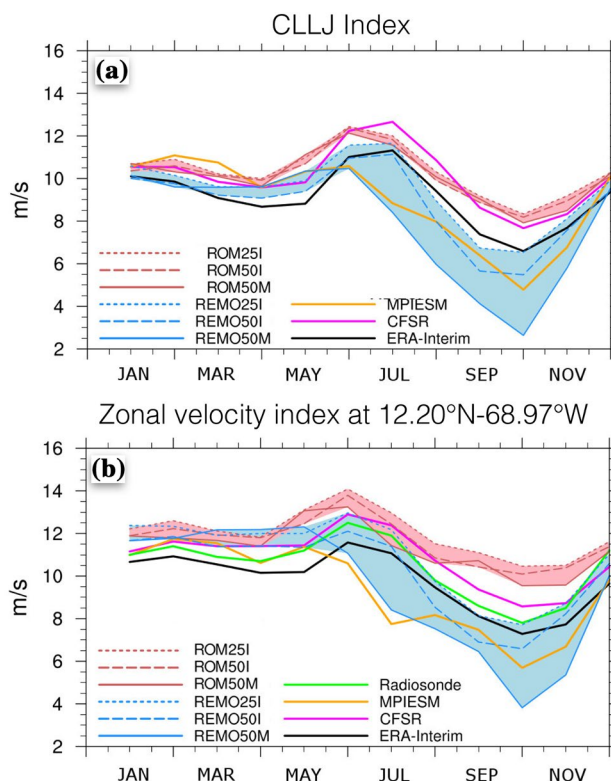 CLLJ Index
(a)
16
14
12
10
8
6
4
2
m/s
ROM25I
ROM50I
ROM50M
REMO25I
REMO50I
REMO50M
MPIESM
CFSR
ERA-Interim
JAN MAR MAY JUL SEP NOV
Zonal velocity index at 12.20°N-68.97°W
(b)
16
14
12
10
8
6
4
2
m/s
ROM25I
ROM50I
ROM50M
REMO25I
REMO50I
REMO50M
Radiosonde
MPIESM
CFSR
ERA-Interim
JAN MAR MAY JUL SEP NOV